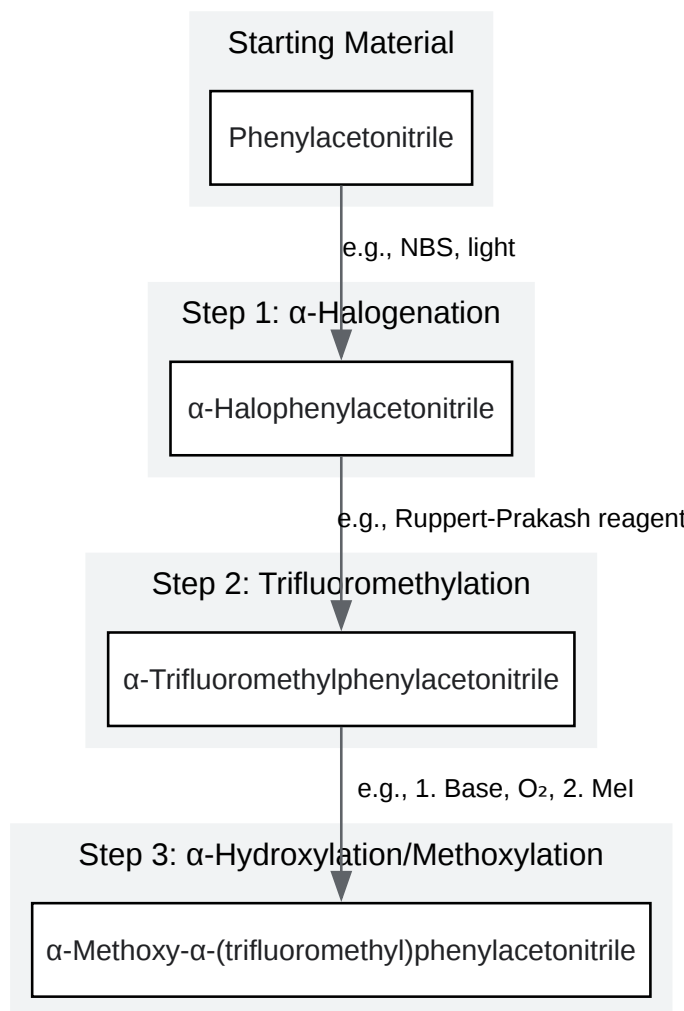 Starting Material
Phenylacetonitrile
e.g., NBS, light
Step 1: α-Halogenation
α-Halophenylacetonitrile
e.g., Ruppert-Prakash reagent
Step 2: Trifluoromethylation
α-Trifluoromethylphenylacetonitrile
e.g., 1. Base, O₂, 2. MeI
Step 3: α-Hydroxylation/Methoxylation
α-Methoxy-α-(trifluoromethyl)phenylacetonitrile